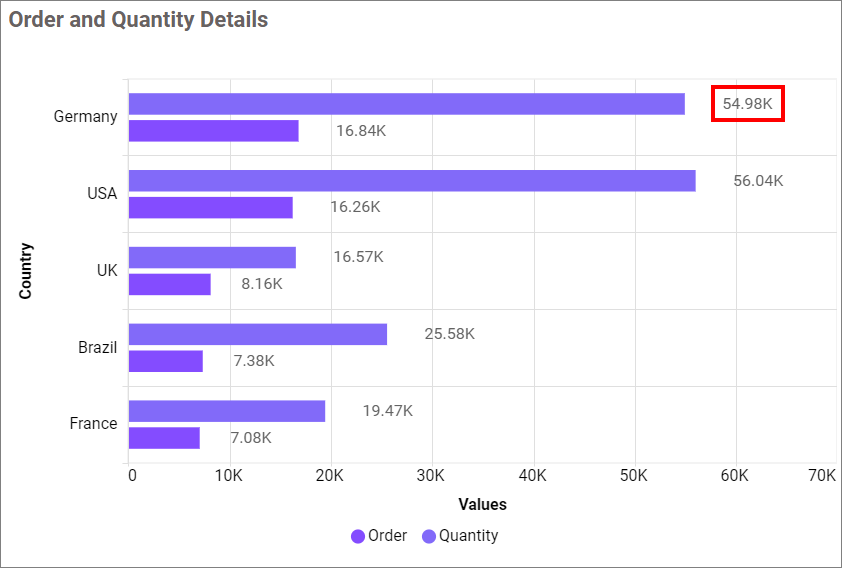 Order and Quantity Details
Germany
54.98K
16.84K
USA
56.04K
16.26K
UK
16.57K
8.16K
Brazil
25.58K
7.38K
France
19.47K
7.08K
Country
0 10K 20K 30K 40K 50K 60K 70K
Values
Order Quantity